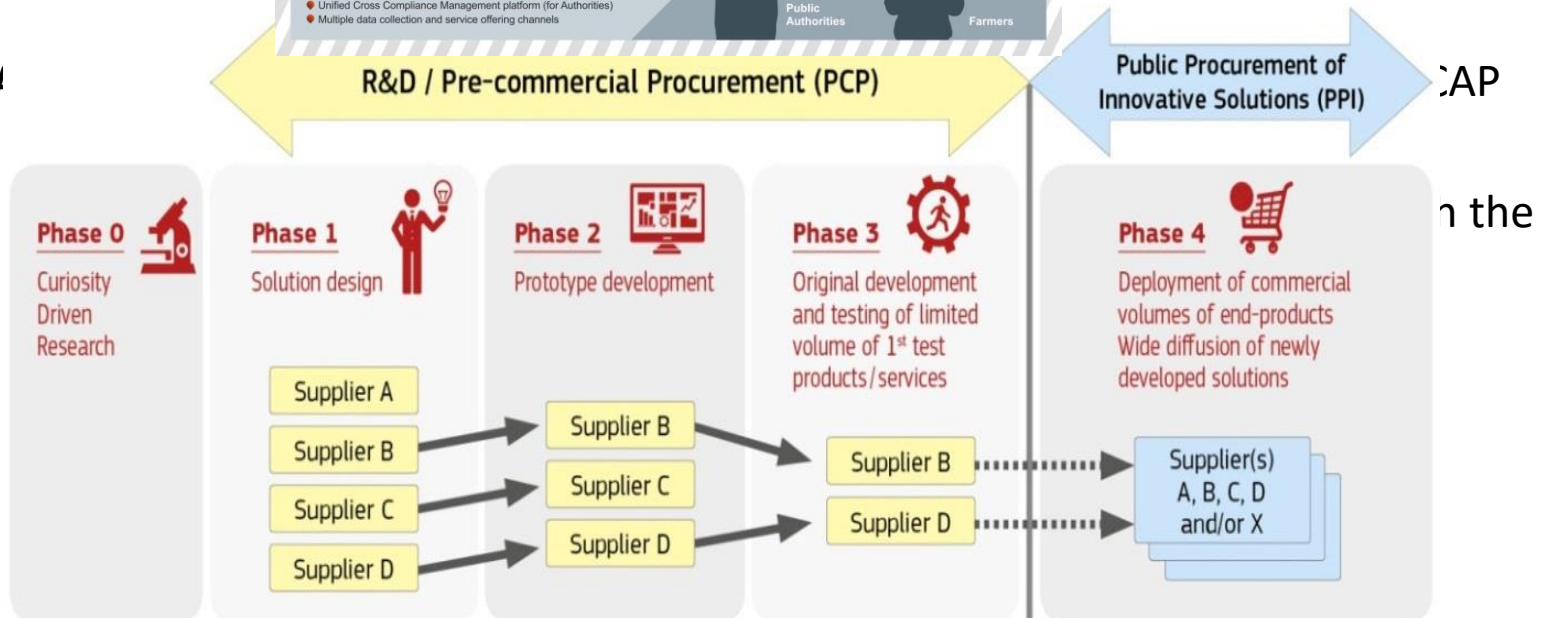 Unified Cross Compliance Management platform (for Authorities)
Multiple data collection and service offering channels
Public
Authorities
Farmers
R&D / Pre-commercial Procurement (PCP)
Public Procurement of
Innovative Solutions (PPI)
CAP
the
Phase 0
Curiosity
Driven
Research
Phase 1
Solution design
Supplier A
Supplier B
Supplier C
Supplier D
Phase 2
Prototype development
Supplier B
Supplier C
Supplier D
Phase 3
Original development
and testing of limited
volume of 1st test
products/services
Supplier B
Supplier D
Phase 4
Deployment of commercial
volumes of end-products
Wide diffusion of newly
developed solutions
Supplier(s)
A, B, C, D
and/or X